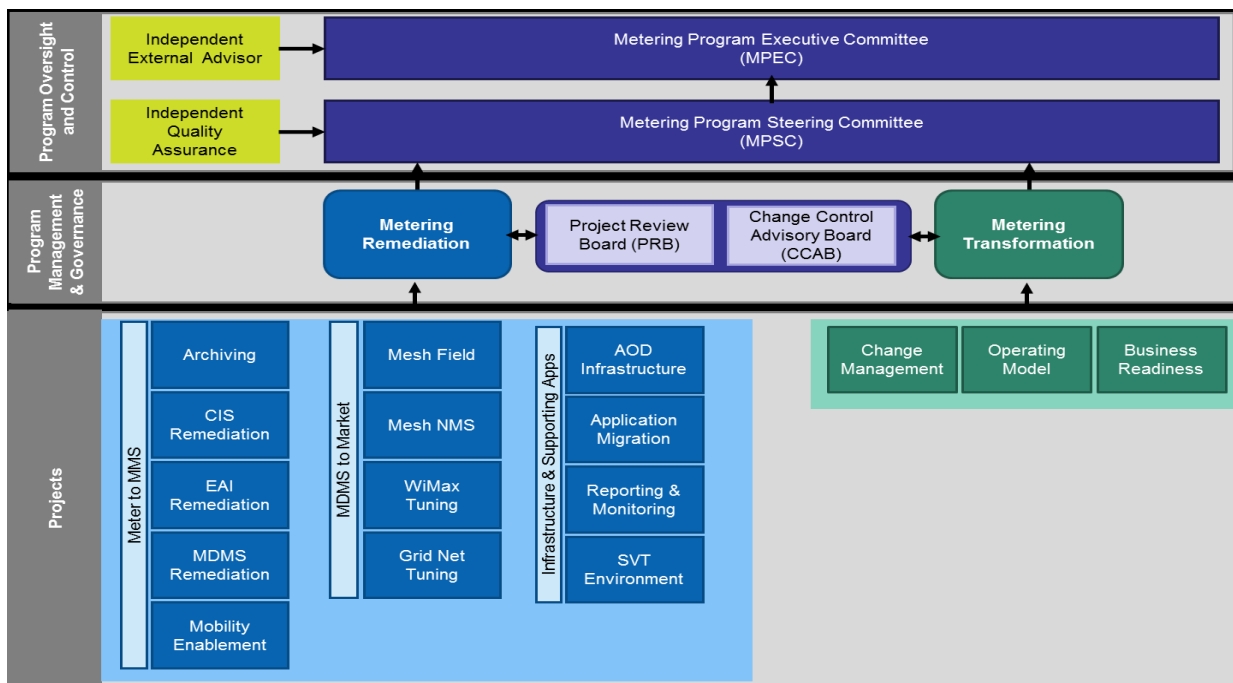 Program Oversight
and Control
Independent
External Advisor
Metering Program Executive Committee
(MPEC)
Independent
Quality
Assurance
Metering Program Steering Committee
(MPSC)
Program
Management
& Governance
Metering
Remediation
Project Review
Board (PRB)
Change Control
Advisory Board
(CCAB)
Metering
Transformation
Projects
Meter to MMS
Archiving
CIS
Remediation
EAI
Remediation
MDMS
Remediation
Mobility
Enablement
MDMS to Market
Mesh Field
Mesh NMS
WiMax
Tuning
Grid Net
Tuning
Infrastructure & Supporting Apps
AOD
Infrastructure
Application
Migration
Reporting &
Monitoring
SVT
Environment
Change
Management
Operating
Model
Business
Readiness